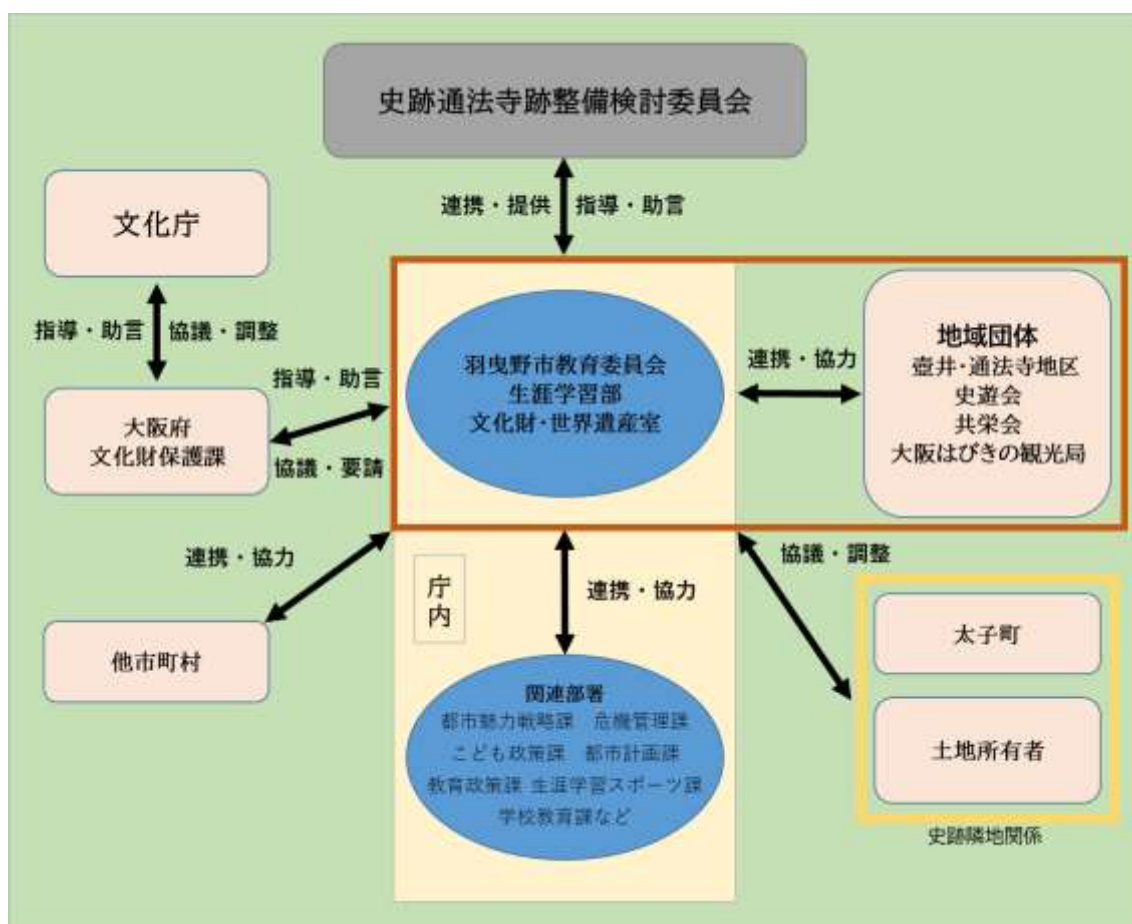 史跡通法寺跡整備検討委員会
連携・提供 指導・助言
文化庁
指導・助言 協議・調整
大阪府
文化財保護課
指導・助言
協議・要請
羽曳野市教育委員会
生涯学習部
文化財・世界遺産室
連携・協力
地域団体
壺井・通法寺地区
史遊会
共栄会
大阪はびきの観光局
連携・協力
他市町村
庁内
連携・協力
関連部署
都市魅力戦略課 危機管理課
こども政策課 都市計画課
教育政策課 生涯学習スポーツ課
学校教育課など
協議・調整
太子町
土地所有者
史跡隣地関係